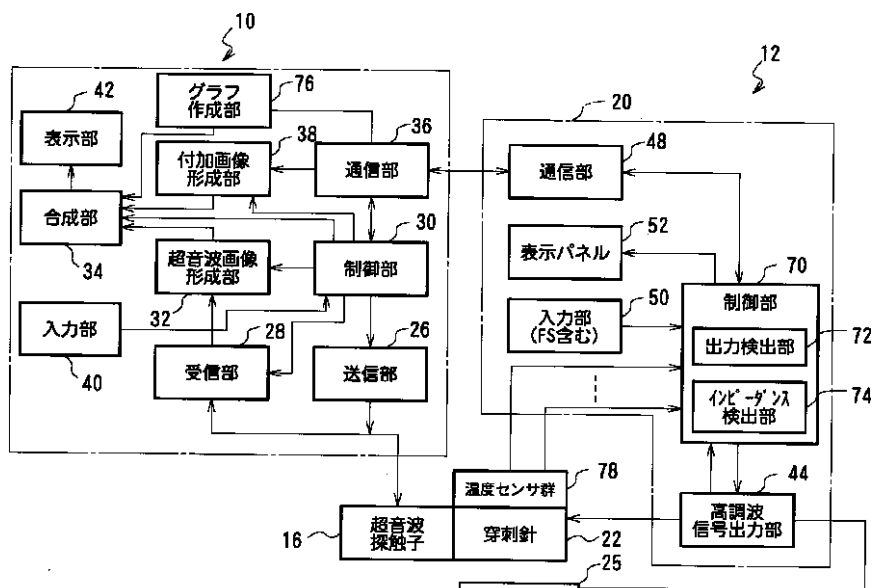 10
12
42
グラフ
作成部
76
20
表示部
38
36
48
付加画像
形成部
通信部
通信部
合成部
30
52
34
超音波画像
形成部
制御部
表示パネル
70
32
28
26
50
制御部
入力部
入力部
(FS含む)
出力検出部
72
40
受信部
送信部
インピーダンス
検出部
74
78
44
温度センサ群
16
超音波
探触子
穿刺針
22
高調波
信号出力部
25